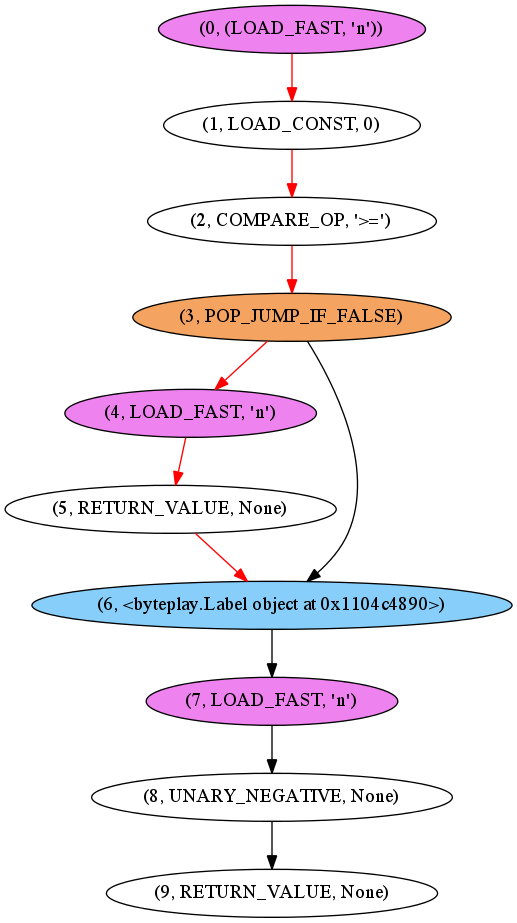 (0, (LOAD_FAST, 'n'))
(1, LOAD_CONST, 0)
(2, COMPARE_OP, '>=')
(3, POP_JUMP_IF_FALSE)
(4, LOAD_FAST, 'n')
(5, RETURN_VALUE, None)
(6, <byteplay.Label object at 0x1104c4890>)
(7, LOAD_FAST, 'n')
(8, UNARY_NEGATIVE, None)
(9, RETURN_VALUE, None)